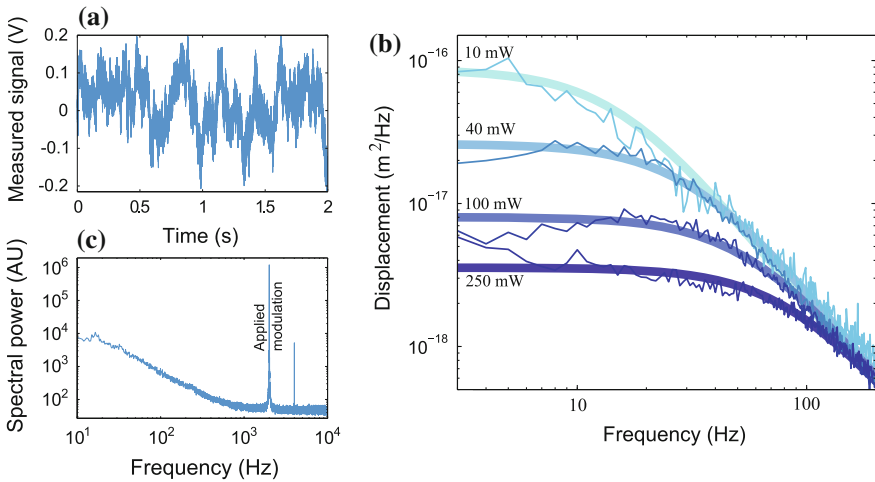 (a)
Measured signal (V)
0.2
0.1
0
-0.1
-0.2
0
0.5
1
1.5
2
Time (s)
(c)
Spectral power (AU)
10^6
10^5
10^4
10^3
10^2
Applied
modulation
10^1
10^2
10^3
10^4
Frequency (Hz)
(b)
Displacement (m^2/Hz)
10^-16
10^-17
10^-18
10 mW
40 mW
100 mW
250 mW
10
100
Frequency (Hz)